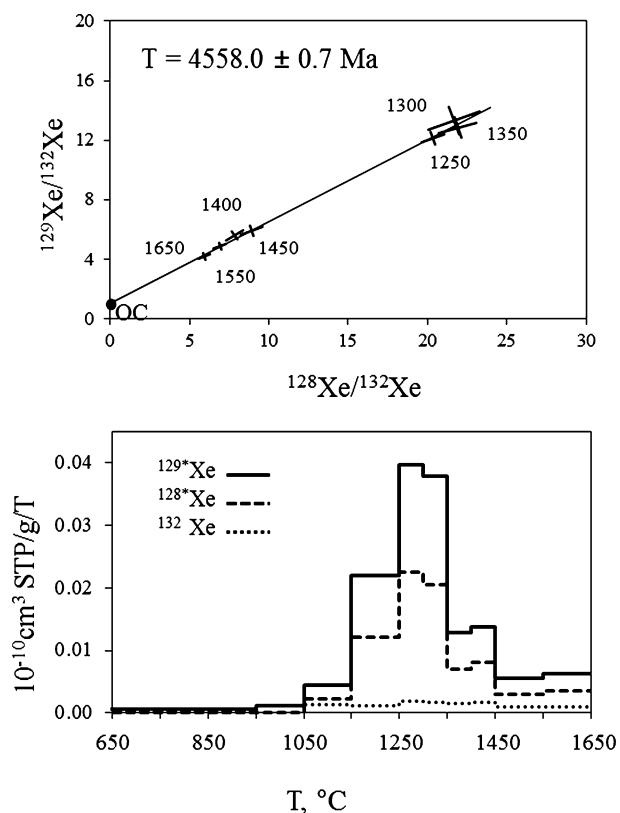 20
T = 4558.0 ± 0.7 Ma
16
1300
12
1350
1250
129Xe/132Xe
8
1400
1650
1450
4
1550
OC
0
0 5 10 15 20 25 30
128Xe/132Xe
0.04
129*Xe
128*Xe
132 Xe
0.03
0.02
10-10cm3 STP/g/T
0.01
0.00
650 850 1050 1250 1450 1650
T, °C